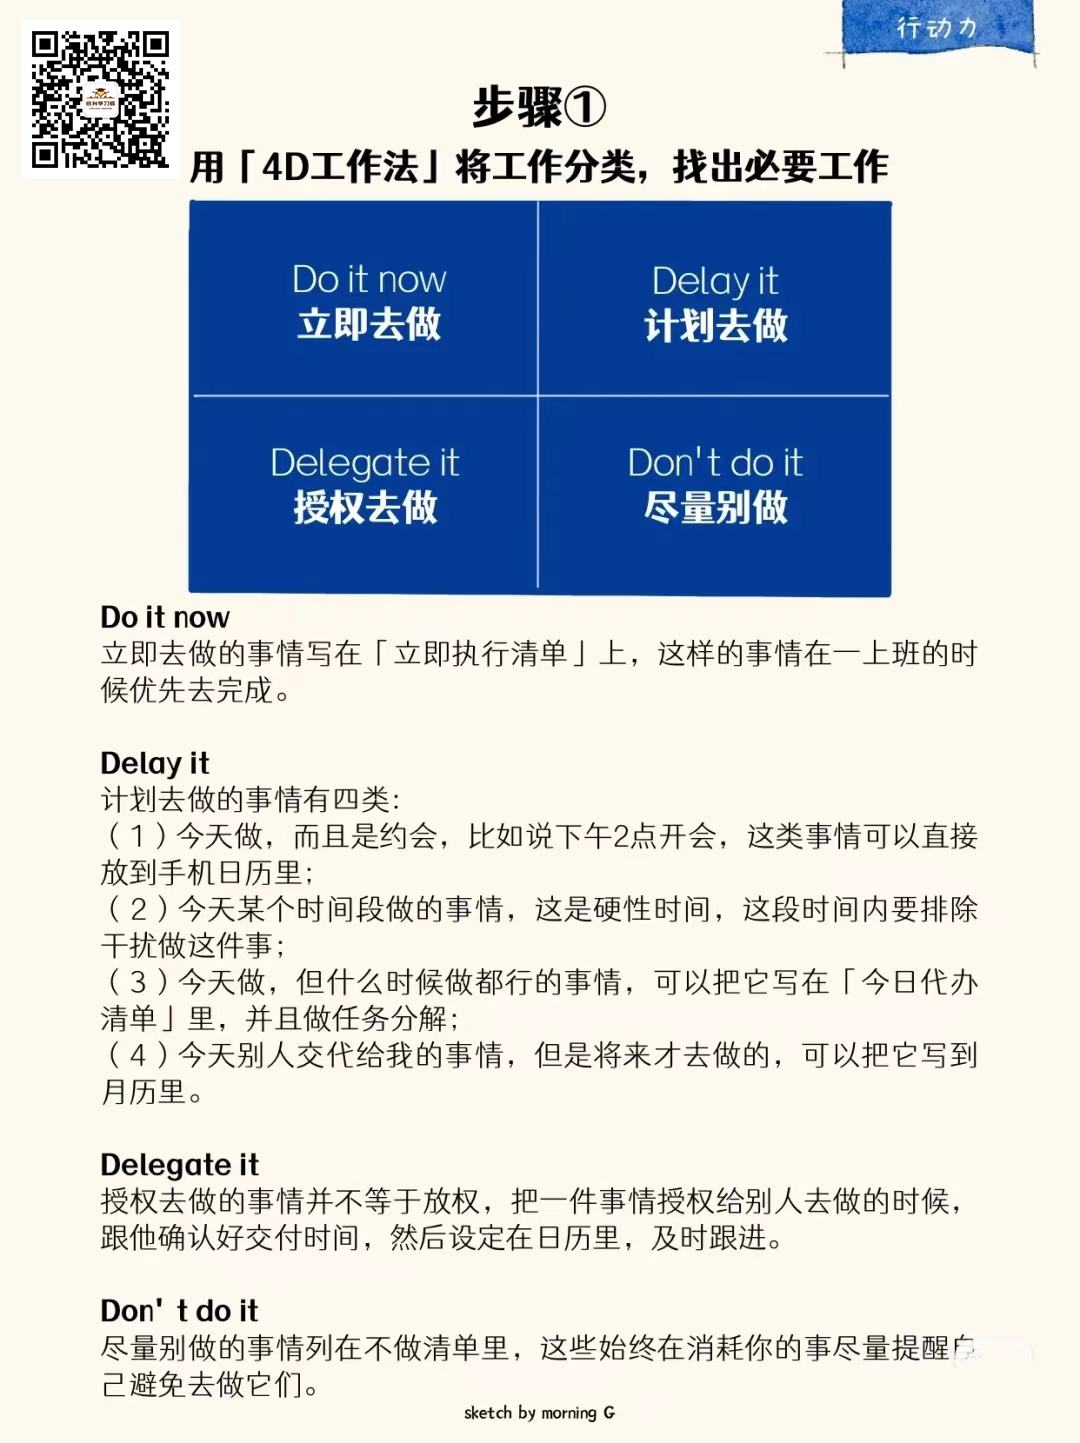 行动力
步骤①
用「4D工作法」将工作分类，找出必要工作
Do it now
立即去做
Delay it
计划去做
Delegate it
授权去做
Don't do it
尽量别做
Do it now
立即去做的事情写在「立即执行清单」上，这样的事情在一上班的时
候优先去完成。
Delay it
计划去做的事情有四类：
（1）今天做，而且是约会，比如说下午2点开会，这类事情可以直接
放到手机日历里；
（2）今天某个时间段做的事情，这是硬性时间，这段时间内要排除
干扰做这件事；
（3）今天做，但什么时候做都行的事情，可以把它写在「今日代办
清单」里，并且做任务分解；
（4）今天别人交代给我的事情，但是将来才去做的，可以把它写到
月历里。
Delegate it
授权去做的事情并不等于放权，把一件事情授权给别人去做的时候，
跟他确认好交付时间，然后设定在日历里，及时跟进。
Don't do it
尽量别做的事情列在不做清单里，这些始终在消耗你的事尽量提醒自
己避免去做它们。
sketch by morning G